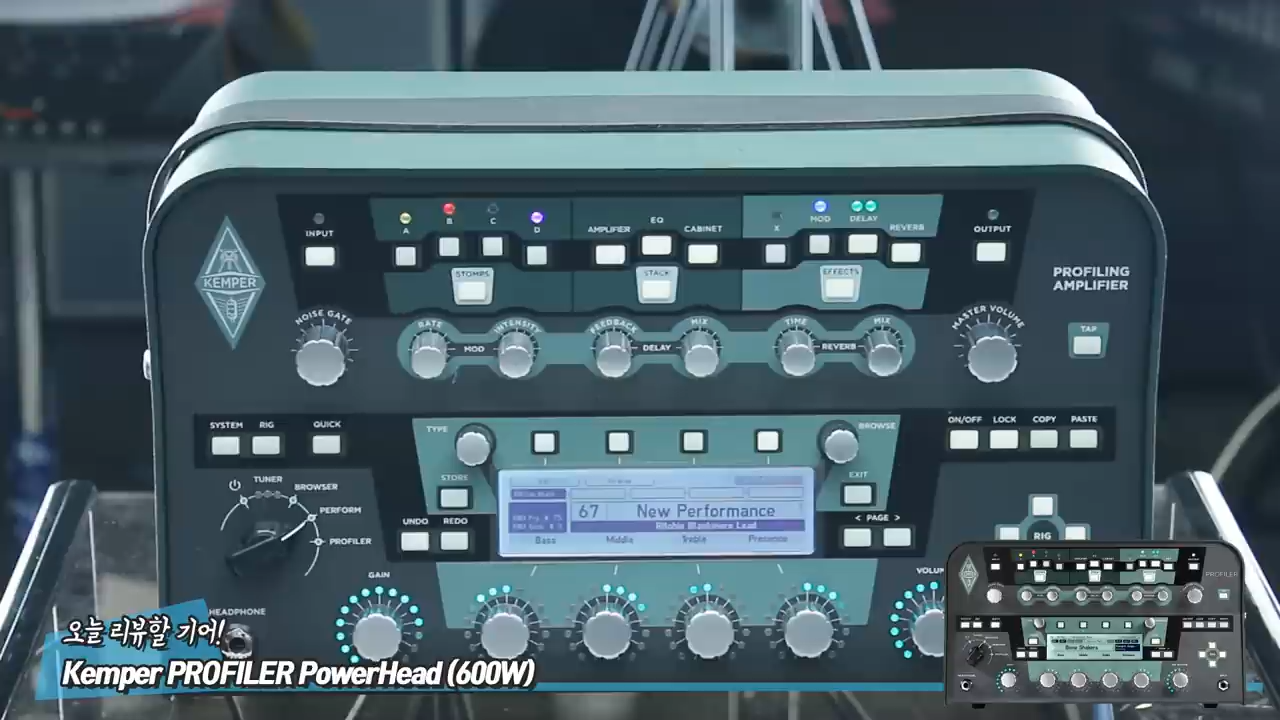 INPUT
A
B
C
D
AMPLIFIER
EQ
CABINET
X
MOD
DELAY
REVERB
OUTPUT
KEMPER
STOMPS
STACK
EFFECTS
PROFILING
AMPLIFIER
NOISE GATE
RATE
MOD
INTENSITY
FEEDBACK
DELAY
MIX
TIME
REVERB
MIX
MASTER VOLUME
TAP
SYSTEM
RIG
QUICK
TYPE
BROWSE
ON/OFF
LOCK
COPY
PASTE
TUNER
BROWSER
PERFORM
PROFILER
STORE
EXIT
UNDO
REDO
< PAGE >
67 New Performance
Ritchie Blackmore Lead
Bass
Middle
Treble
Presence
RIG
GAIN
VOLUM
HEADPHONE
오늘 리뷰할 기어!
Kemper PROFILER PowerHead (600W)
PROFILER